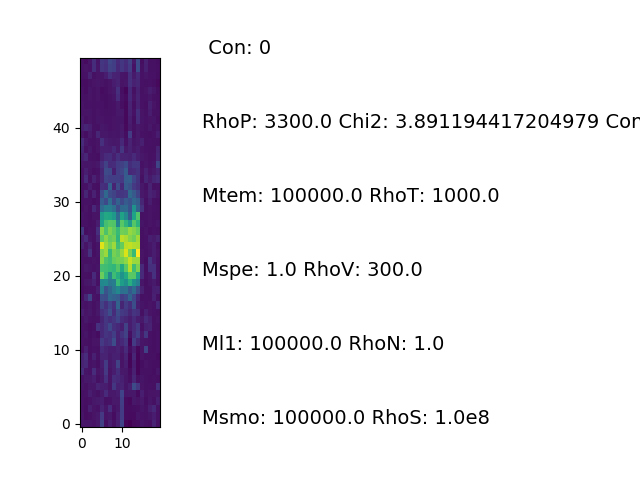 Con: 0
RhoP: 3300.0 Chi2: 3.891194417204979 Con
Mtem: 100000.0 RhoT: 1000.0
Mspe: 1.0 RhoV: 300.0
Ml1: 100000.0 RhoN: 1.0
Msmo: 100000.0 RhoS: 1.0e8
40
30
20
10
0
0 10